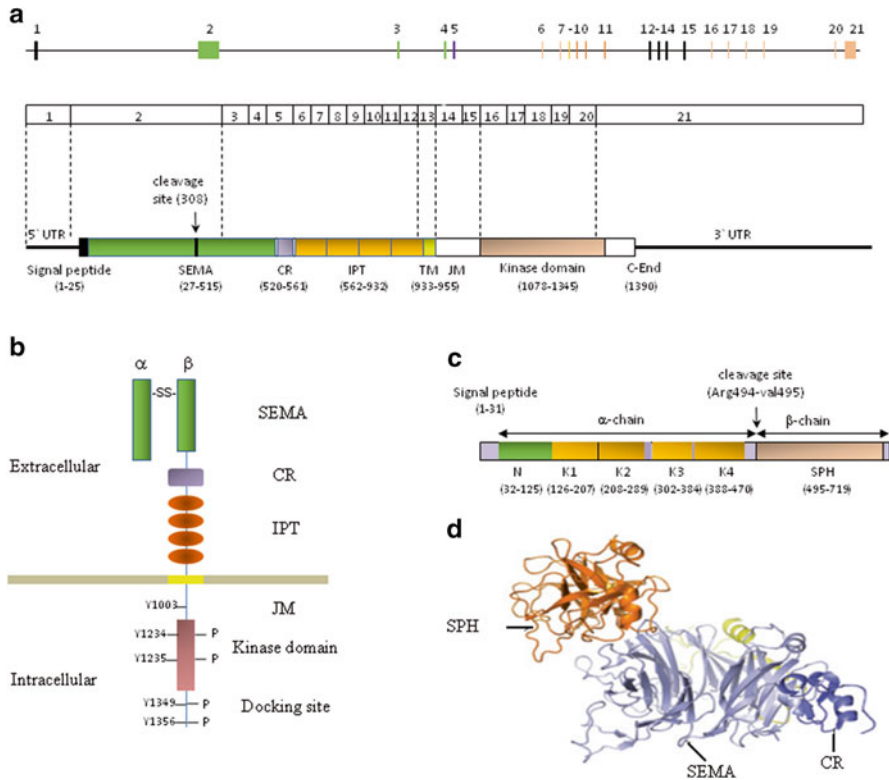 a
1 2 3 4 5 6 7 -10 11 12 -14 15 16 17 18 19 20 21
1 2 3 4 5 6 7 8 9 10 11 12 13 14 15 16 17 18 19 20 21
cleavage
site (308)
5` UTR 3` UTR
Signal peptide SEMA CR IPT TM JM Kinase domain C-End
(1-25) (27-515) (520-561) (562-932) (933-955) (1078-1345) (1390)
b
α β
-SS-
SEMA
Extracellular
CR
IPT
JM
Y1003
Y1234 P
Kinase domain
Y1235 P
Intracellular
Y1349 P
Docking site
Y1356 P
c
cleavage site
(Arg494-val495)
Signal peptide
(1-31)
α-chain β-chain
N K1 K2 K3 K4 SPH
(32-125) (126-207) (208-289) (302-384) (388-470) (495-719)
d
SPH
SEMA
CR